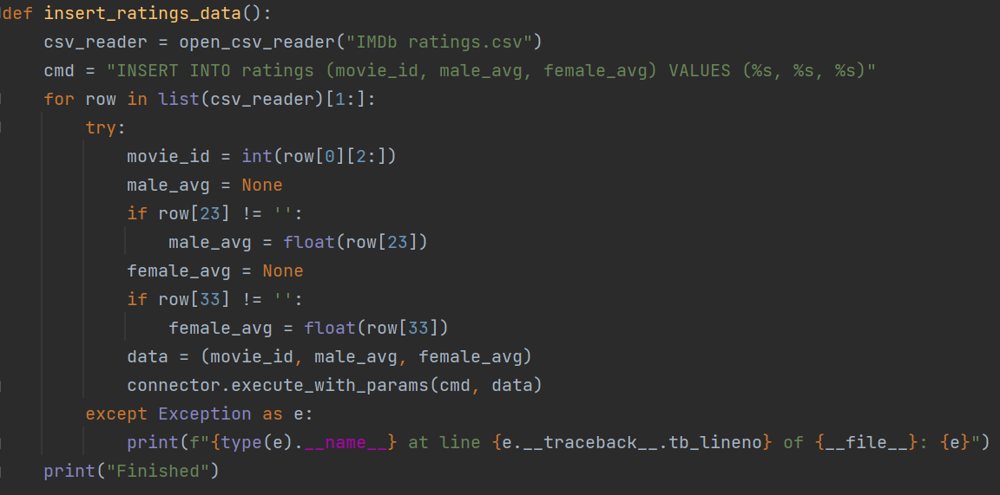 def insert_ratings_data():
    csv_reader = open_csv_reader("IMDb ratings.csv")
    cmd = "INSERT INTO ratings (movie_id, male_avg, female_avg) VALUES (%s, %s, %s)"
    for row in list(csv_reader)[1:]:
        try:
            movie_id = int(row[0][2:])
            male_avg = None
            if row[23] != '':
                male_avg = float(row[23])
            female_avg = None
            if row[33] != '':
                female_avg = float(row[33])
            data = (movie_id, male_avg, female_avg)
            connector.execute_with_params(cmd, data)
        except Exception as e:
            print(f"{type(e).__name__} at line {e.__traceback__.tb_lineno} of {__file__}: {e}")
    print("Finished")